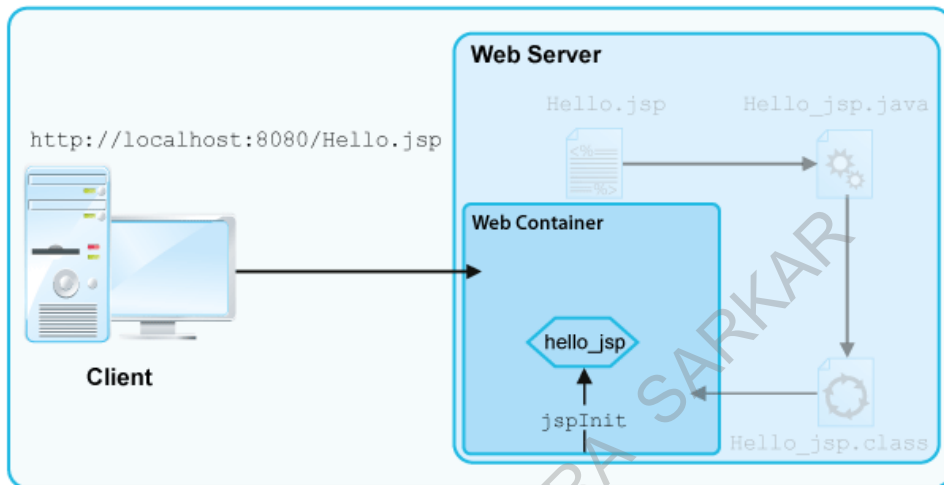 Web Server
Hello.jsp
Hello_jsp.java
http://localhost:8080/Hello.jsp
<%
%>
Web Container
hello_jsp
Client
jspInit
Hello_jsp.class
RA SARKAR